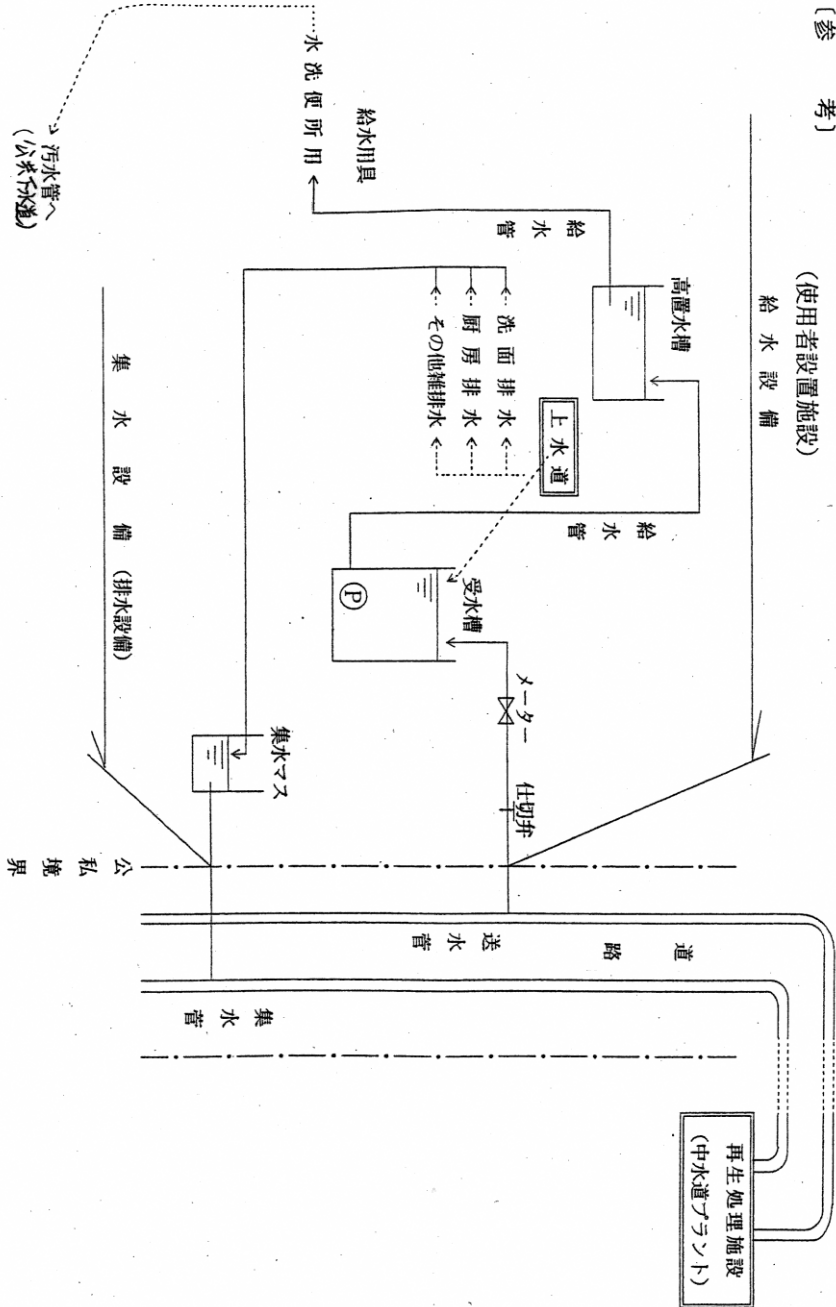 〔参考〕
(使用者設置施設)
給水設備
高置水槽
給水管
給水用具
水洗便所用
汚水管へ
(公共下水道)
洗面排水
厨房排水
その他雑排水
上水道
給水管
受水槽
P
メーター
仕切弁
集水設備(排水設備)
集水マス
公私境界
道路
送水管
集水管
再生処理施設
(中水道プラント)